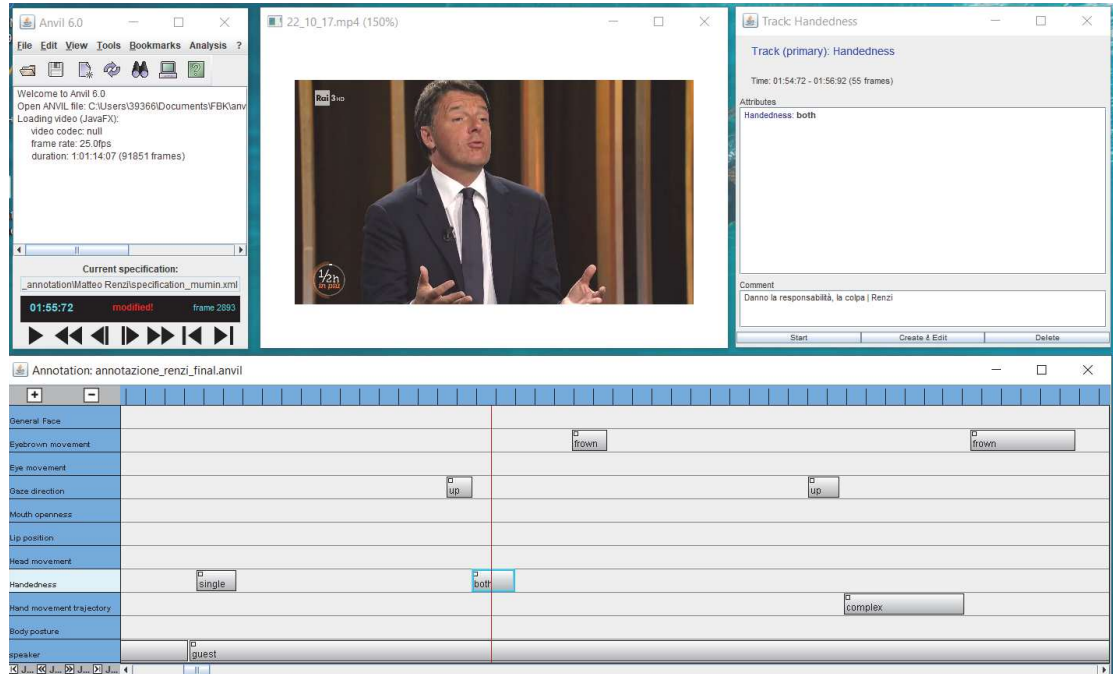 Anvil 6.0
File Edit View Tools Bookmarks Analysis ?
Welcome to Anvil 6.0
Open ANVIL file: C:\Users\39366\Documents\FBK\anv
Loading video (JavaFX):
video codec: null
frame rate: 25.0fps
duration: 1:01:14:07 (91851 frames)
Current specification:
_annotation\Matteo Renzi\specification_mumin.xml
01:55:72 modified! frame 2893
22_10_17.mp4 (150%)
Rai 3 HD
1/2h
in più
Track: Handedness
Track (primary): Handedness
Time: 01:54:72 - 01:56:92 (55 frames)
Attributes
Handedness: both
Comment
Danno la responsabilità, la colpa | Renzi
Start Create & Edit Delete
Annotation: annotazione_renzi_final.anvil
+ -
General Face
Eyebrown movement frown frown
Eye movement
Gaze direction up up
Mouth openness
Lip position
Head movement
Handedness single both
Hand movement trajectory complex
Body posture
speaker guest
J... J... J... J...